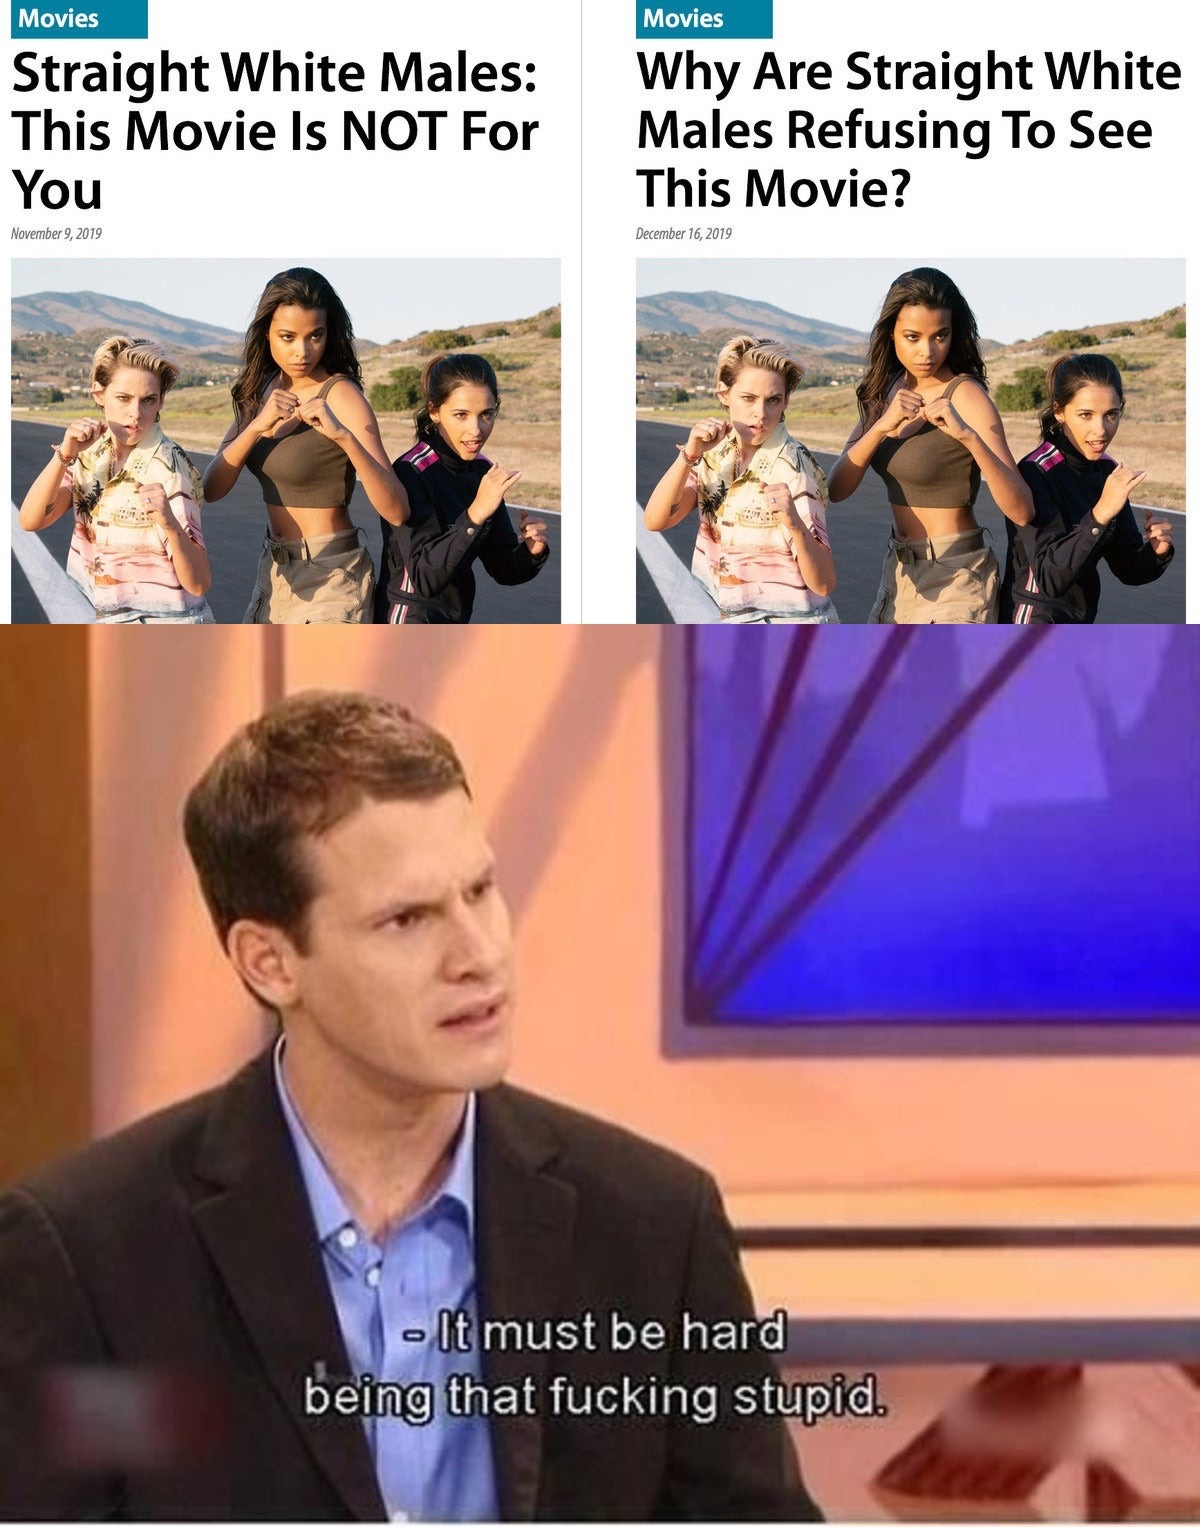 Movies
Straight White Males:
This Movie Is NOT For
You
November 9, 2019
Movies
Why Are Straight White
Males Refusing To See
This Movie?
December 16, 2019
- It must be hard
being that fucking stupid.